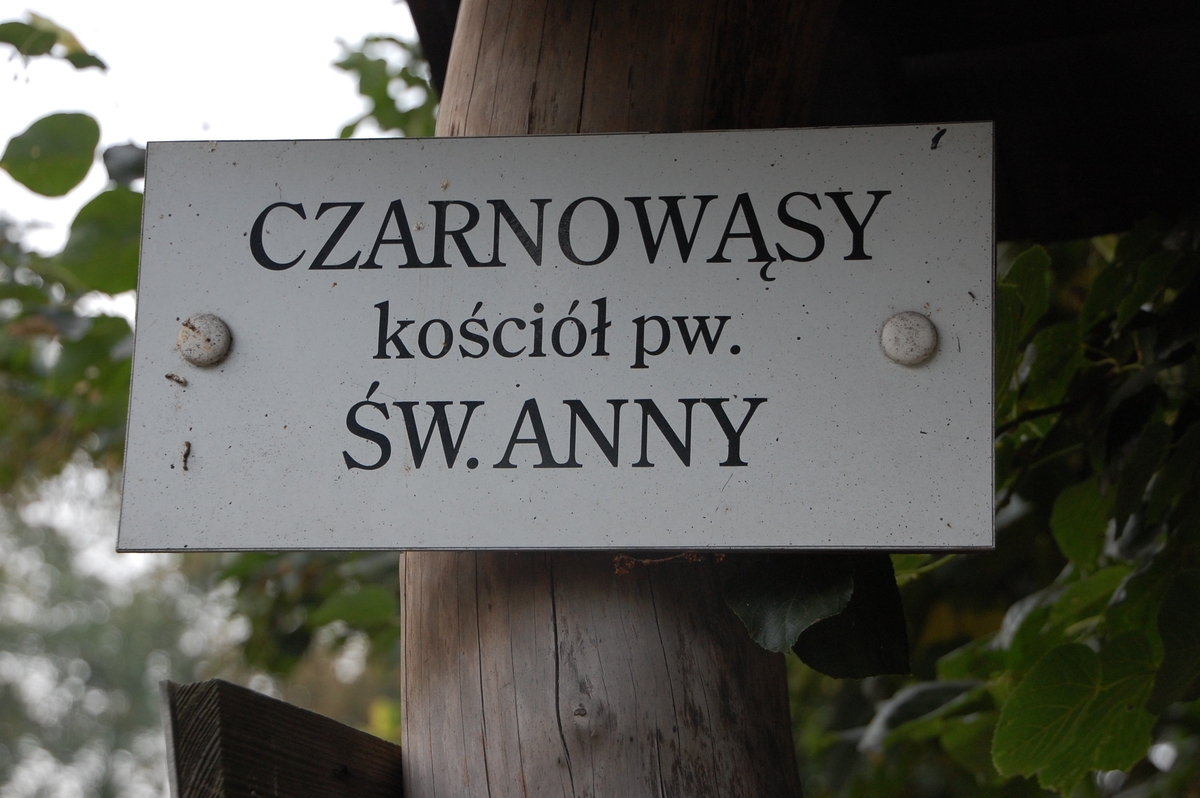 CZARNOWĄSY
kościół pw.
ŚW. ANNY